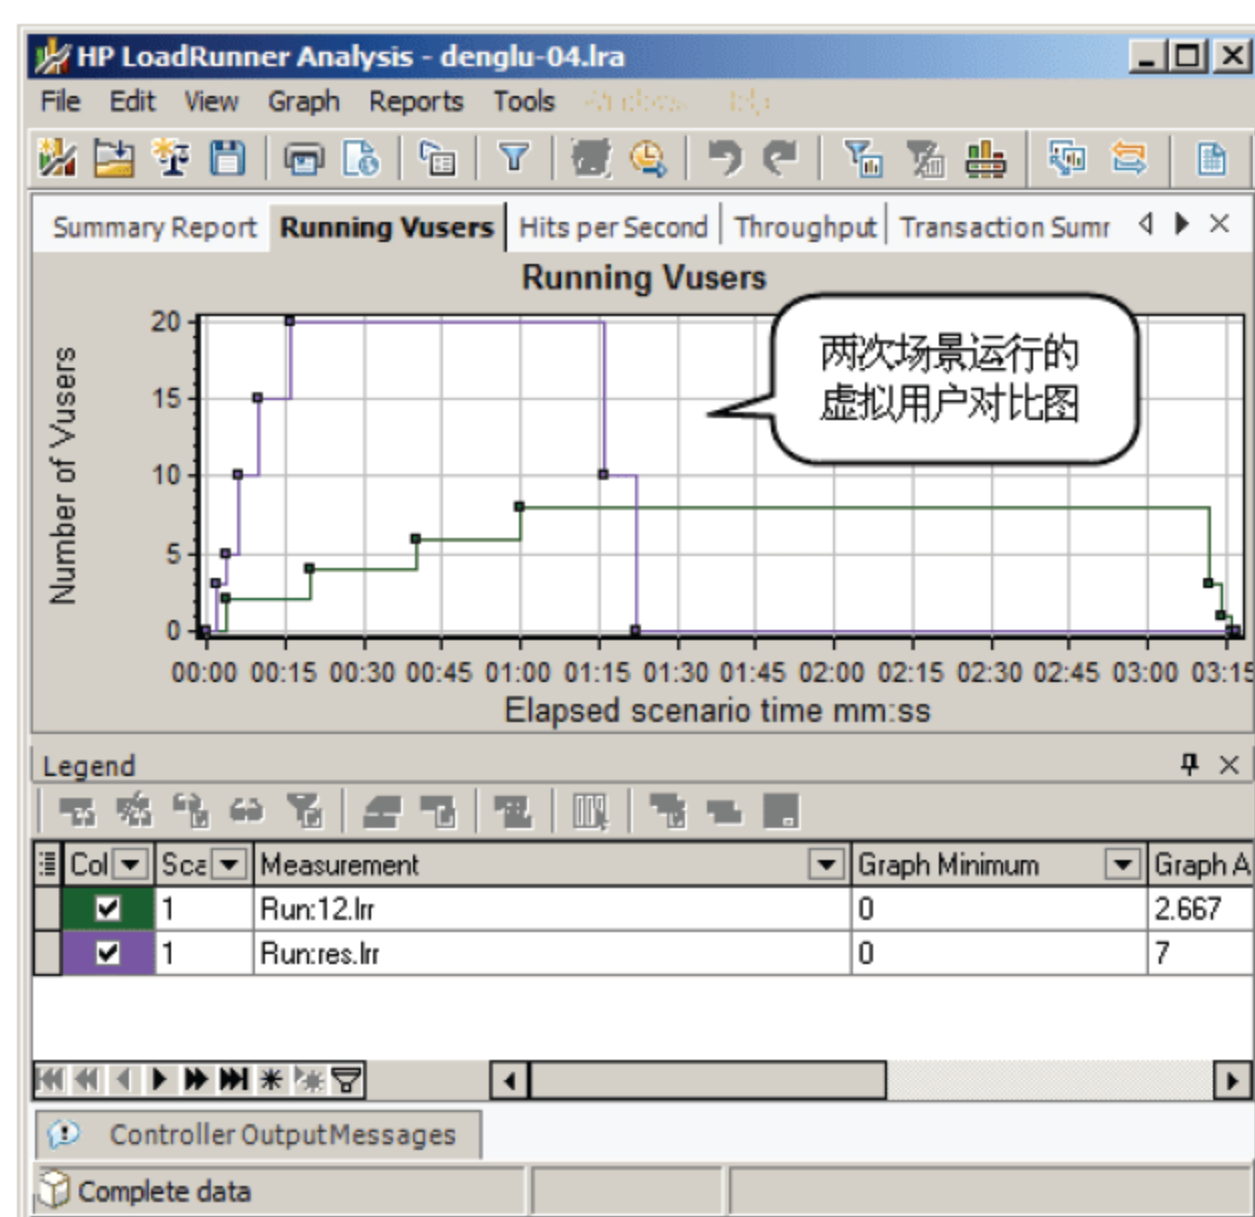 HP LoadRunner Analysis - denglu-04.lra
File Edit View Graph Reports Tools
Summary Report Running Vusers Hits per Second Throughput Transaction Sumr
Running Vusers
两次场景运行的
虚拟用户对比图
Number of Vusers
20
15
10
5
0
00:00 00:15 00:30 00:45 01:00 01:15 01:30 01:45 02:00 02:15 02:30 02:45 03:00 03:15
Elapsed scenario time mm:ss
Legend
Col Sca Measurement Graph Minimum Graph A
1 Run:12.lrr 0 2.667
1 Run:res.lrr 0 7
Controller Output Messages
Complete data